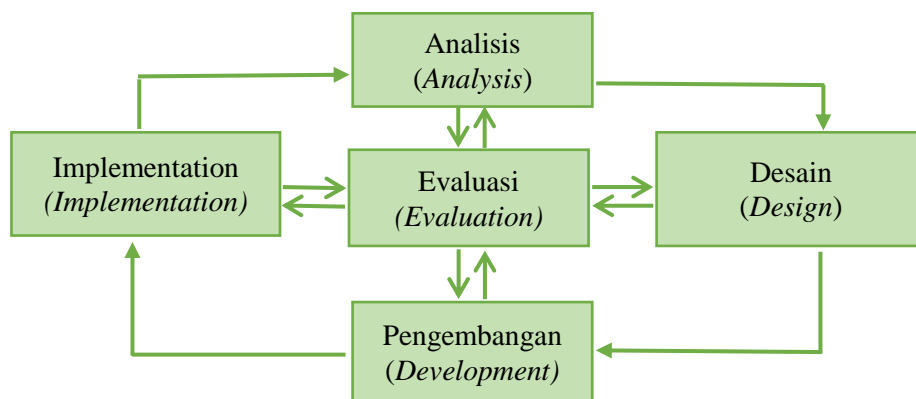 Analisis
(Analysis)
Implementation
(Implementation)
Evaluasi
(Evaluation)
Desain
(Design)
Pengembangan
(Development)